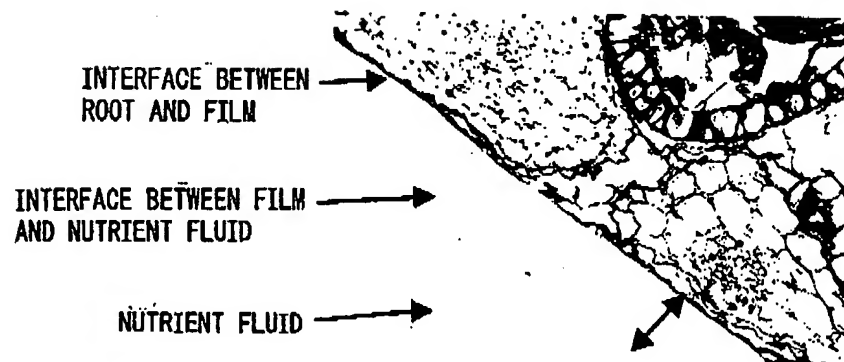 INTERFACE BETWEEN
ROOT AND FILM
INTERFACE BETWEEN FILM
AND NUTRIENT FLUID
NUTRIENT FLUID